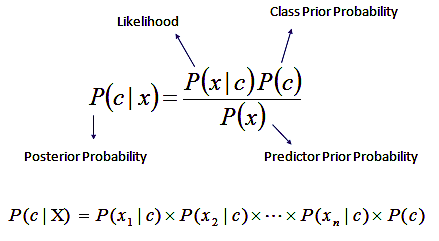 Likelihood
Class Prior Probability
P(c | x) = P(x | c)P(c) / P(x)
Posterior Probability
Predictor Prior Probability
P(c | X) = P(x₁ | c) × P(x₂ | c) × ⋯ × P(xₙ | c) × P(c)